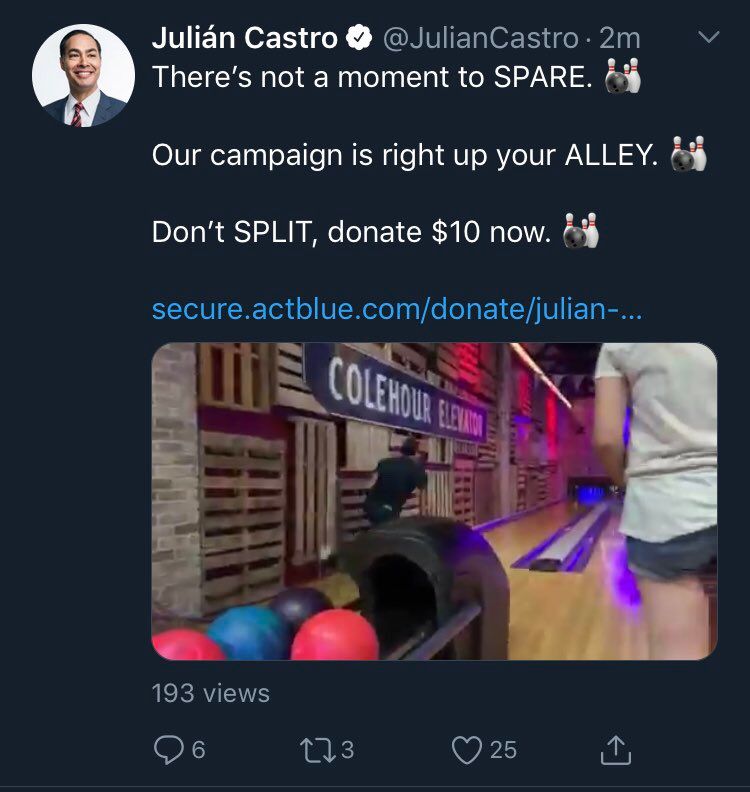 Julián Castro @JulianCastro · 2m
There’s not a moment to SPARE. 🎳
Our campaign is right up your ALLEY. 🎳
Don’t SPLIT, donate $10 now. 🎳
secure.actblue.com/donate/julian-...
COLEHOUR ELEVATOR
193 views
6 3 25